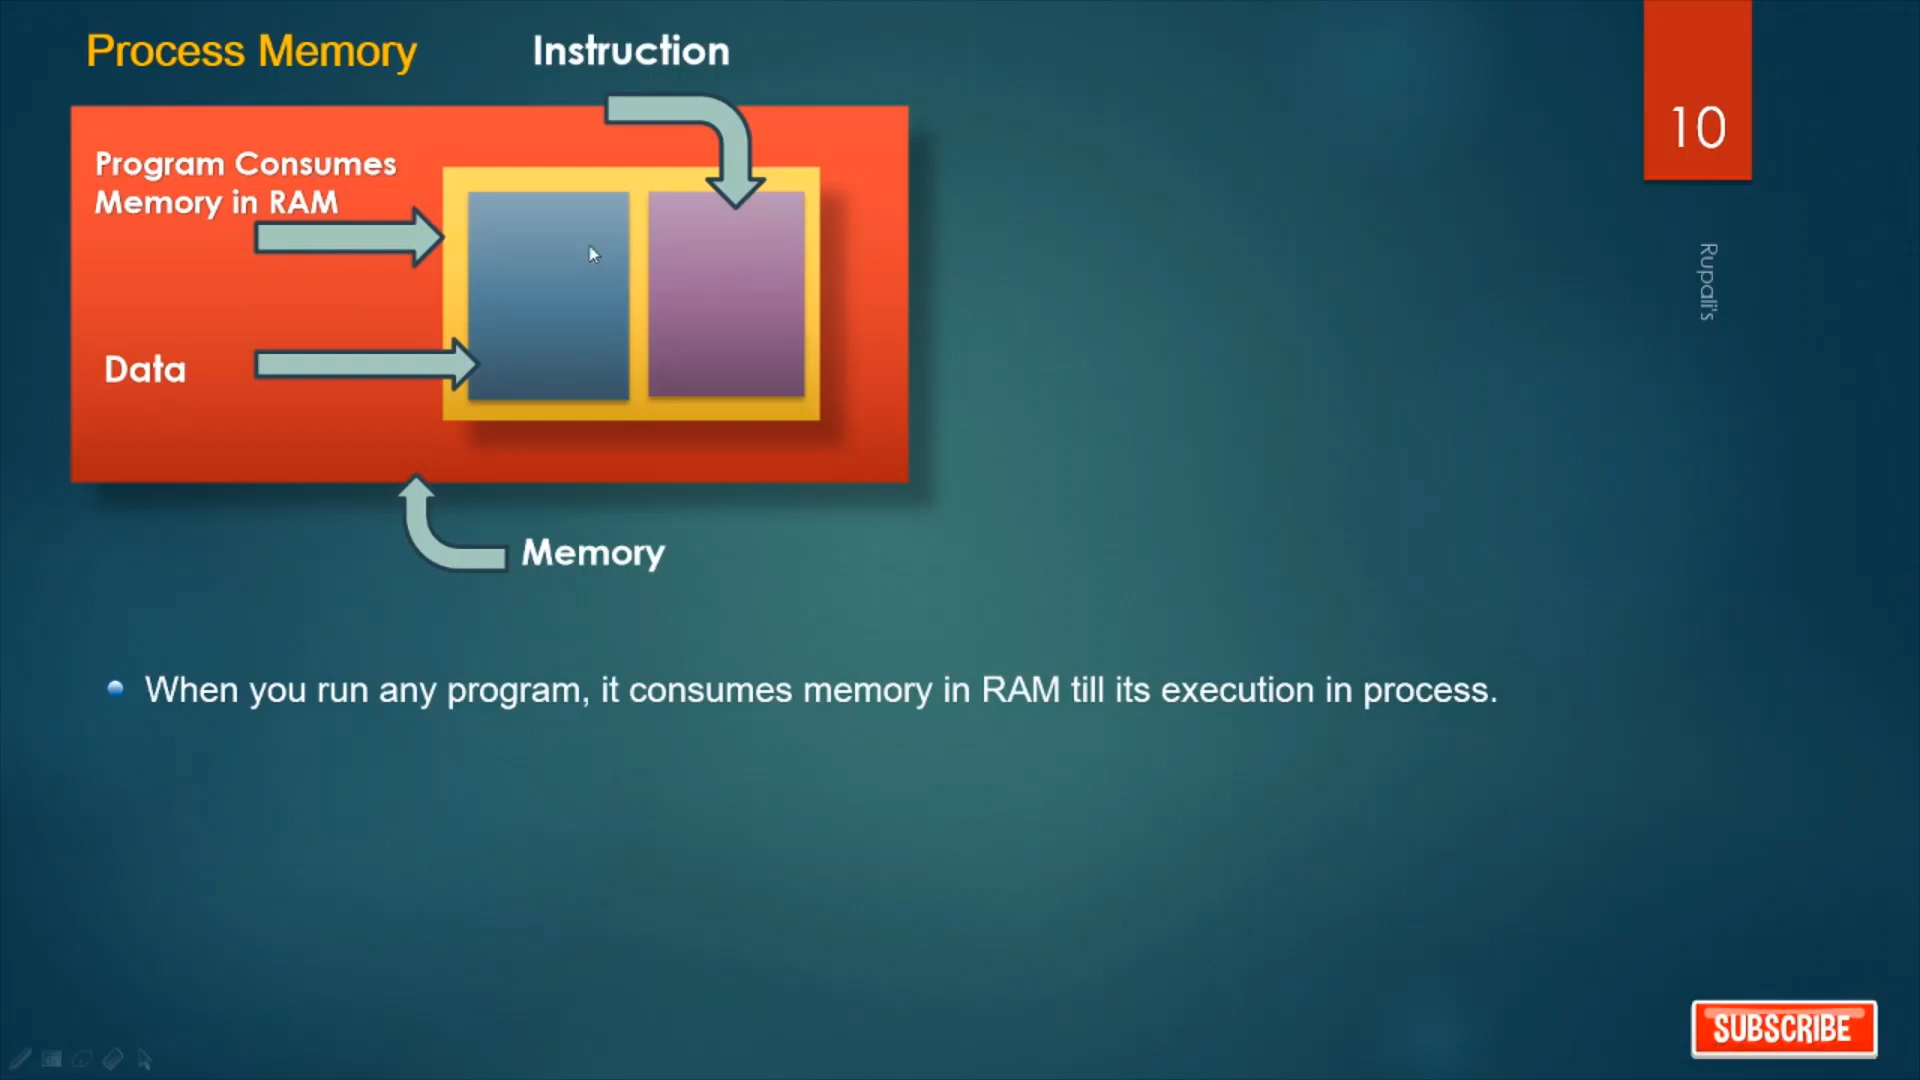 Process Memory
Instruction
10
Program Consumes
Memory in RAM
Rupali's
Data
Memory
When you run any program, it consumes memory in RAM till its execution in process.
SUBSCRIBE